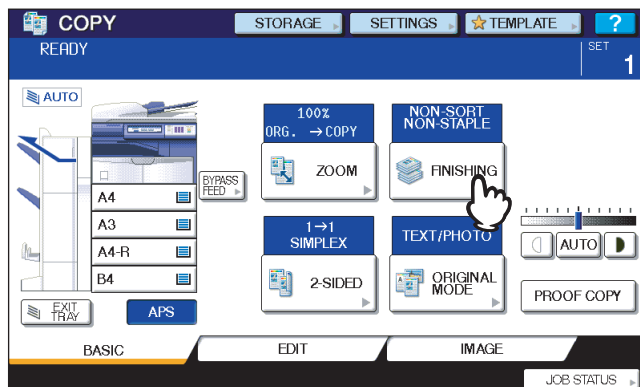 COPY
STORAGE
SETTINGS
TEMPLATE
?
READY
SET
1
AUTO
100%
ORG. →COPY
ZOOM
NON-SORT
NON-STAPLE
FINISHING
BYPASS
FEED
A4
A3
A4-R
B4
1→1
SIMPLEX
2-SIDED
TEXT/PHOTO
ORIGINAL
MODE
AUTO
PROOF COPY
EXIT
TRAY
APS
BASIC
EDIT
IMAGE
JOB STATUS